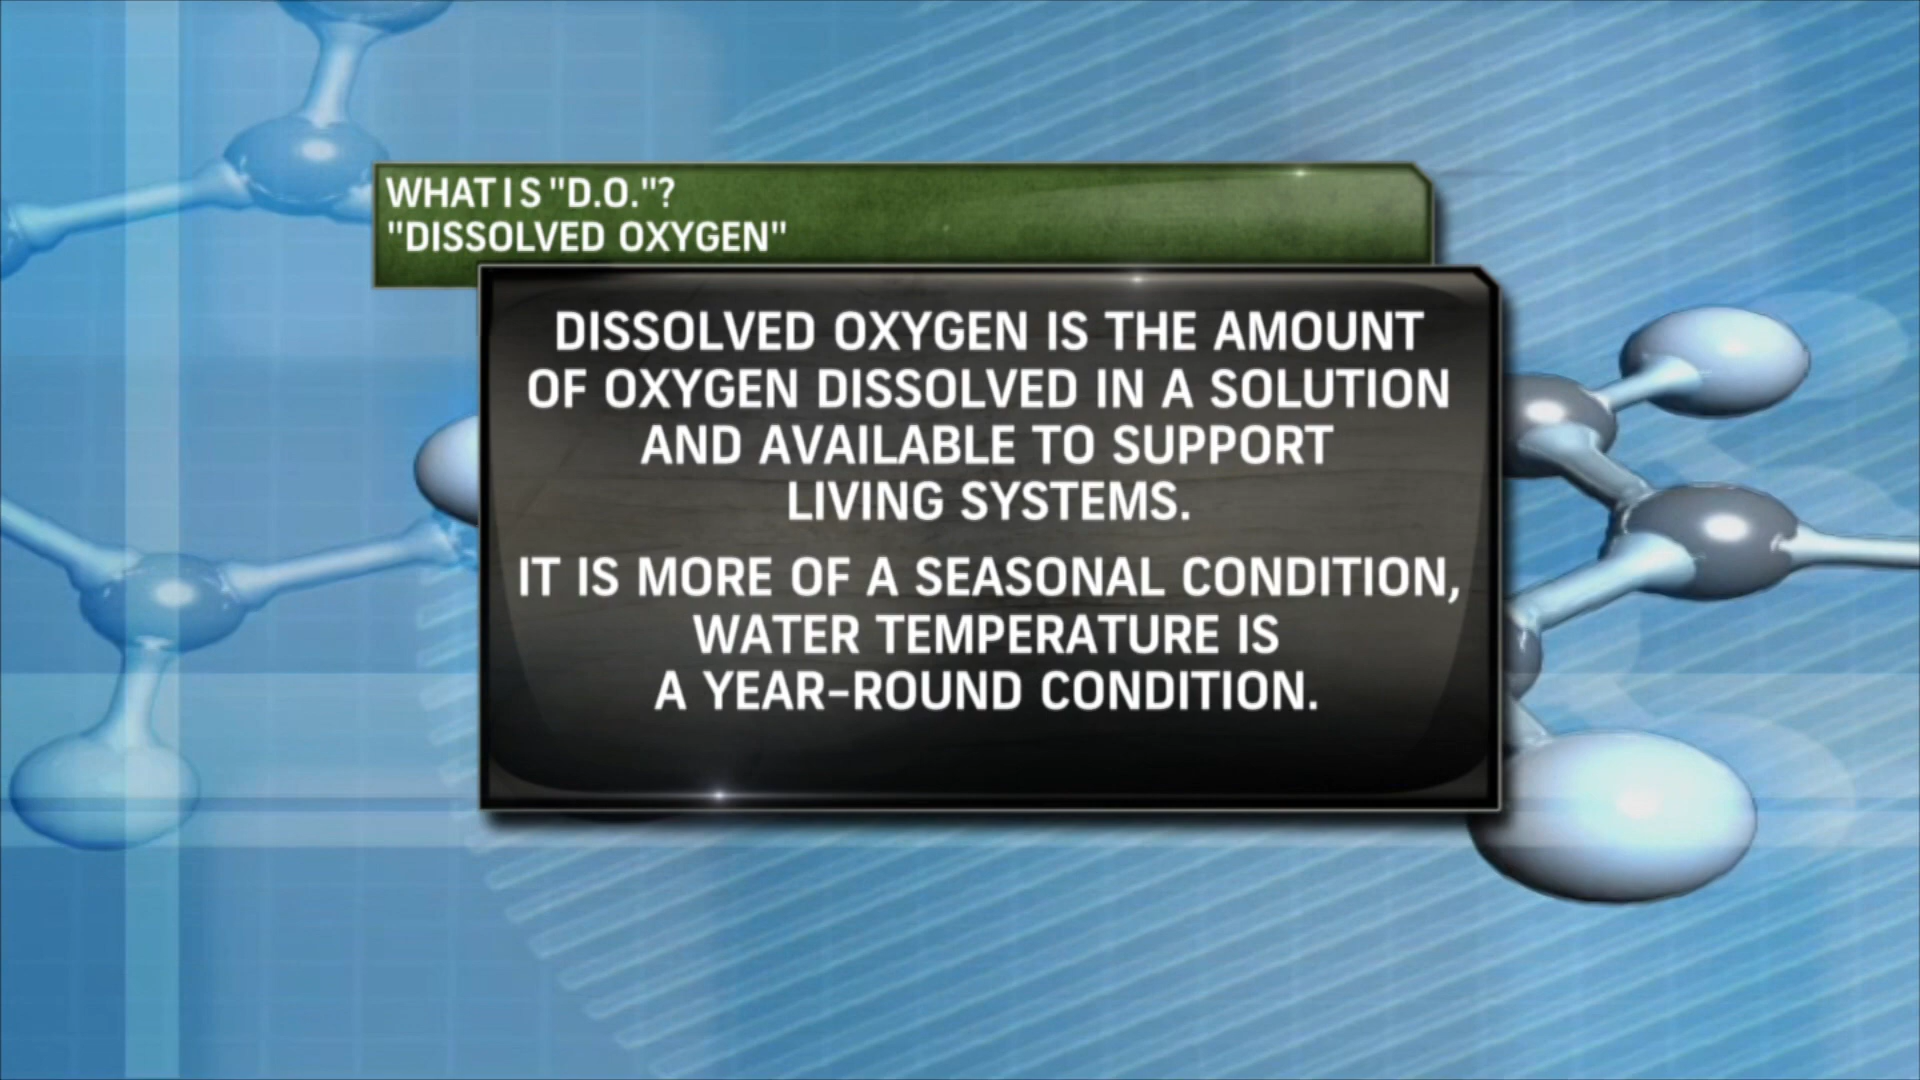 WHAT IS "D.O."?
"DISSOLVED OXYGEN"
DISSOLVED OXYGEN IS THE AMOUNT
OF OXYGEN DISSOLVED IN A SOLUTION
AND AVAILABLE TO SUPPORT
LIVING SYSTEMS.
IT IS MORE OF A SEASONAL CONDITION,
WATER TEMPERATURE IS
A YEAR-ROUND CONDITION.